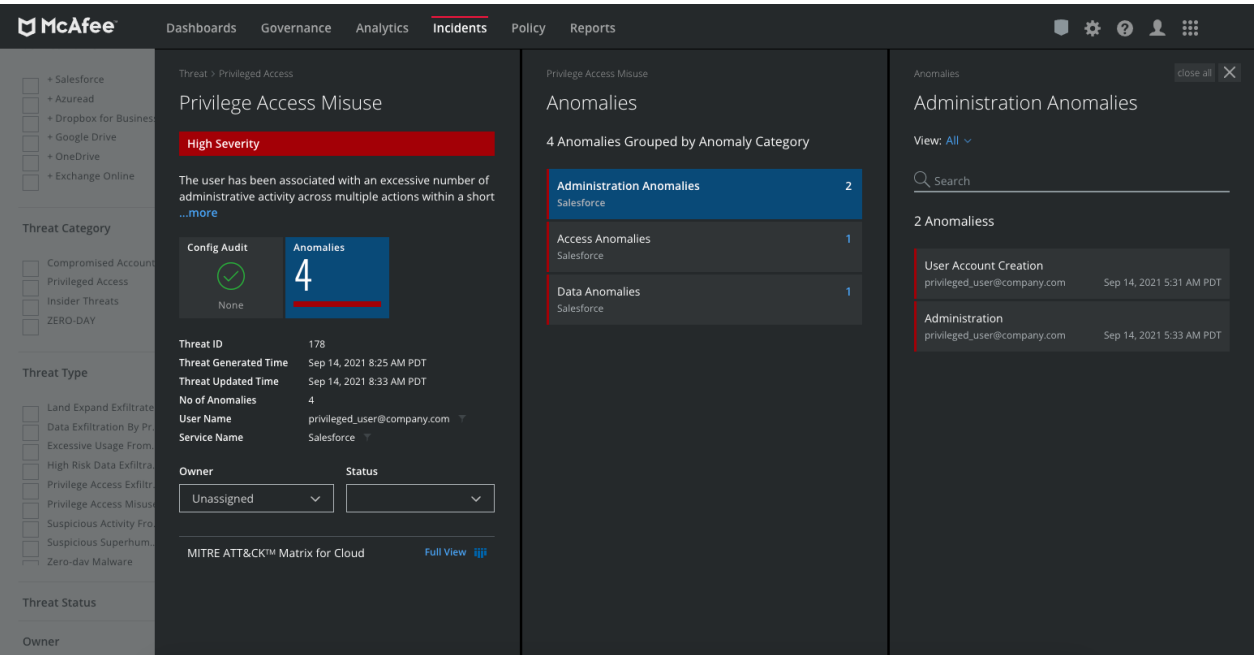 McAfee
Dashboards Governance Analytics Incidents Policy Reports
+ Salesforce
+ Azuread
+ Dropbox for Busines
+ Google Drive
+ OneDrive
+ Exchange Online
Threat Category
Compromised Account
Privileged Access
Insider Threats
ZERO-DAY
Threat Type
Land Expand Exfiltrate
Data Exfiltration By Pr.
Excessive Usage From.
High Risk Data Exfiltra.
Privilege Access Exfiltr.
Privilege Access Misuse
Suspicious Activity Fro.
Suspicious Superhum..
Zero-day Malware
Threat Status
Owner
Threat > Privileged Access
Privilege Access Misuse
High Severity
The user has been associated with an excessive number of
administrative activity across multiple actions within a short
...more
Config Audit
None
Anomalies
4
Threat ID 178
Threat Generated Time Sep 14, 2021 8:25 AM PDT
Threat Updated Time Sep 14, 2021 8:33 AM PDT
No of Anomalies 4
User Name privileged_user@company.com
Service Name Salesforce
Owner Status
Unassigned
MITRE ATT&CK™ Matrix for Cloud Full View
Privilege Access Misuse
Anomalies
4 Anomalies Grouped by Anomaly Category
Administration Anomalies 2
Salesforce
Access Anomalies 1
Salesforce
Data Anomalies 1
Salesforce
Anomalies
close all
Administration Anomalies
View: All
Search
2 Anomaliess
User Account Creation
privileged_user@company.com Sep 14, 2021 5:31 AM PDT
Administration
privileged_user@company.com Sep 14, 2021 5:33 AM PDT